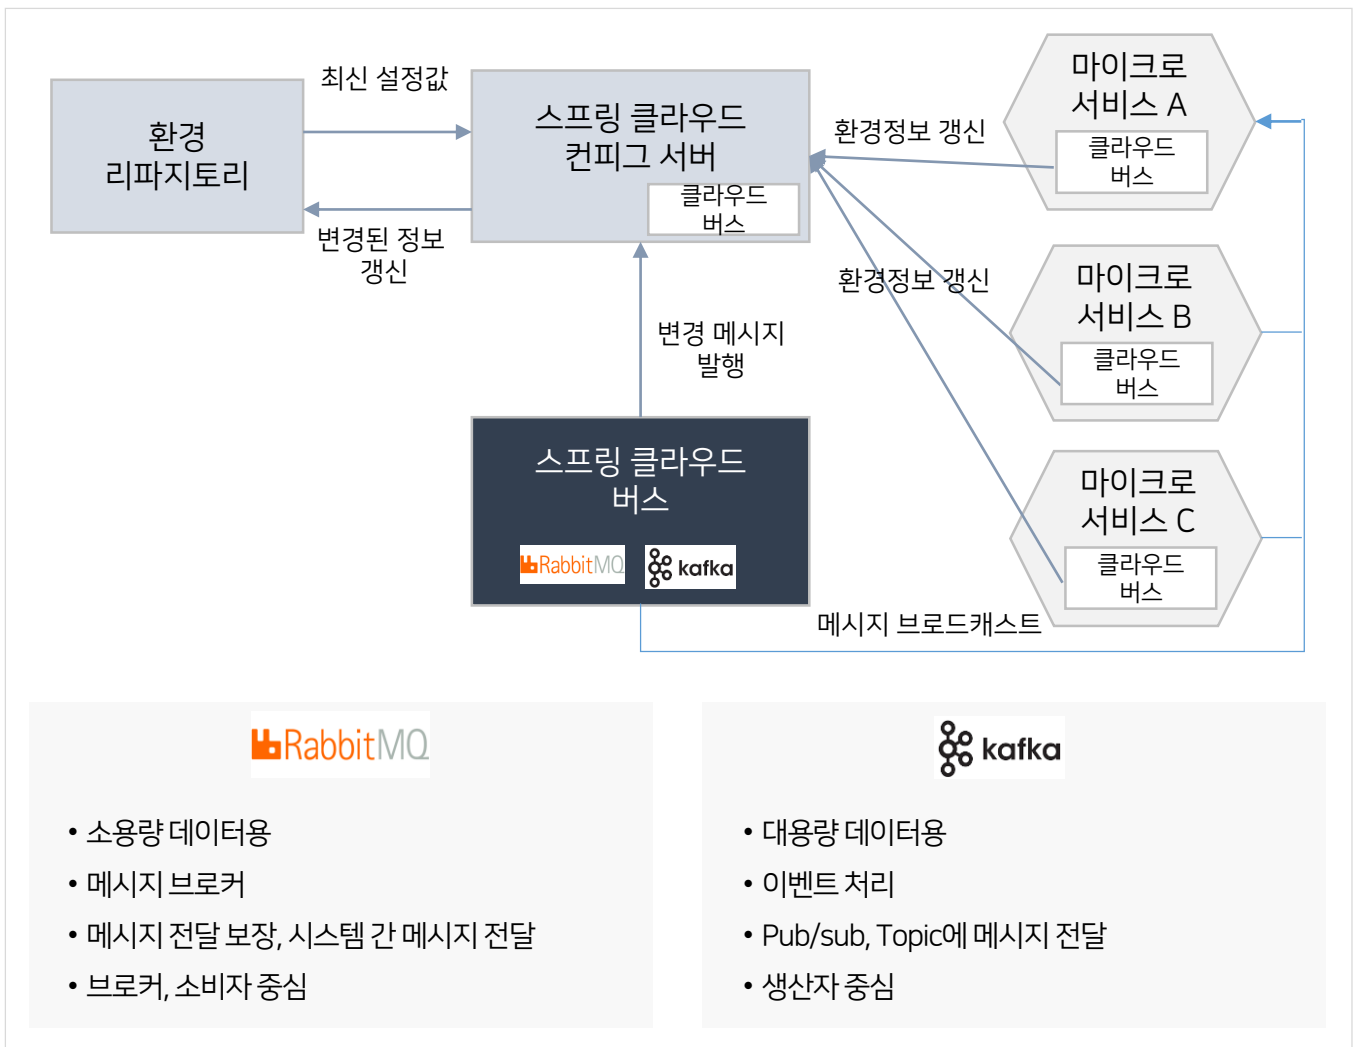 최신 설정값
환경
리파지토리
변경된 정보
갱신
스프링 클라우드
컨피그 서버
클라우드
버스
변경 메시지
발행
스프링 클라우드
버스
RabbitMQ
kafka
환경정보 갱신
환경정보 갱신
마이크로
서비스 A
클라우드
버스
마이크로
서비스 B
클라우드
버스
마이크로
서비스 C
클라우드
버스
메시지 브로드캐스트
RabbitMQ
• 소용량 데이터용
• 메시지 브로커
• 메시지 전달 보장, 시스템 간 메시지 전달
• 브로커, 소비자 중심
kafka
• 대용량 데이터용
• 이벤트 처리
• Pub/sub, Topic에 메시지 전달
• 생산자 중심